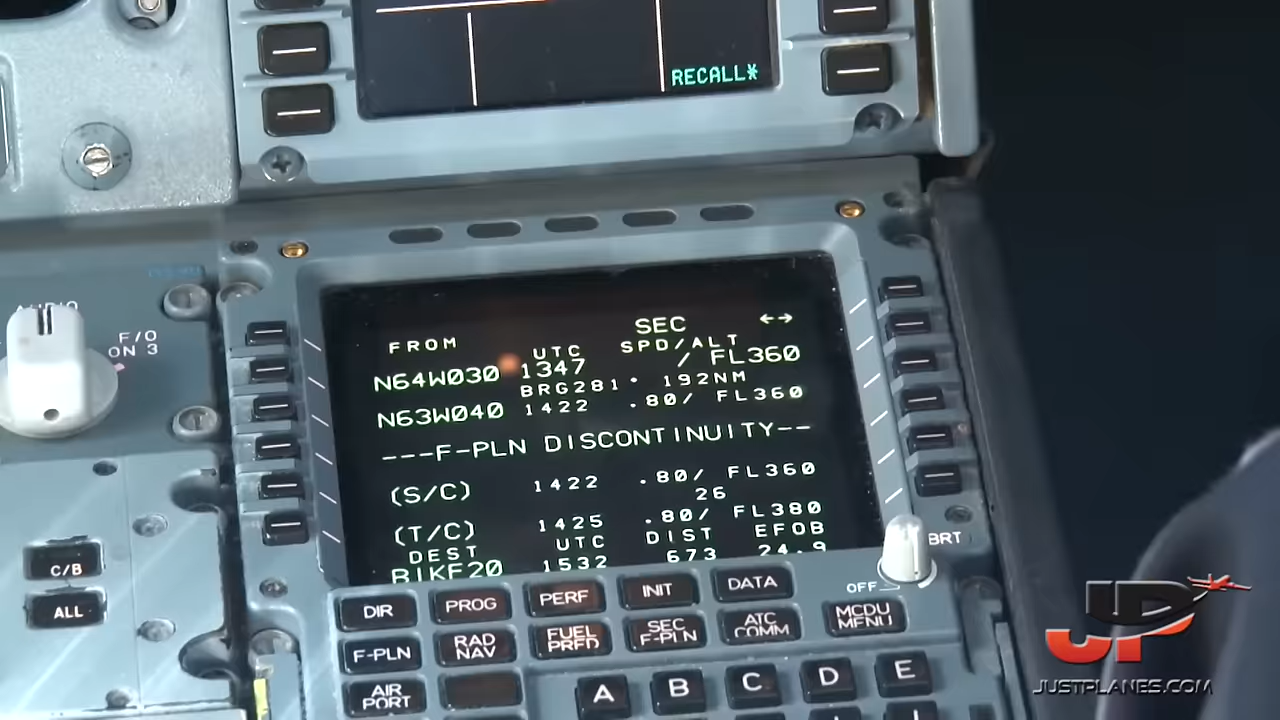 RECALL*
AUDIO
F/O
ON 3
SEC ←→
FROM UTC SPD/ALT
N64W030 1347 / FL360
BRG281° 192NM
N63W040 1422 .80/ FL360
---F-PLN DISCONTINUITY--
(S/C) 1422 .80/ FL360
26
(T/C) 1425 .80/ FL380
DEST UTC DIST EFOB
BIKF20 1532 673 24.9
BRT
OFF
C/B
ALL
DIR PROG PERF INIT DATA
F-PLN RAD NAV FUEL PRED SEC F-PLN ATC COMM MCDU MENU
AIR PORT
A B C D E
JP
JUSTPLANES.COM